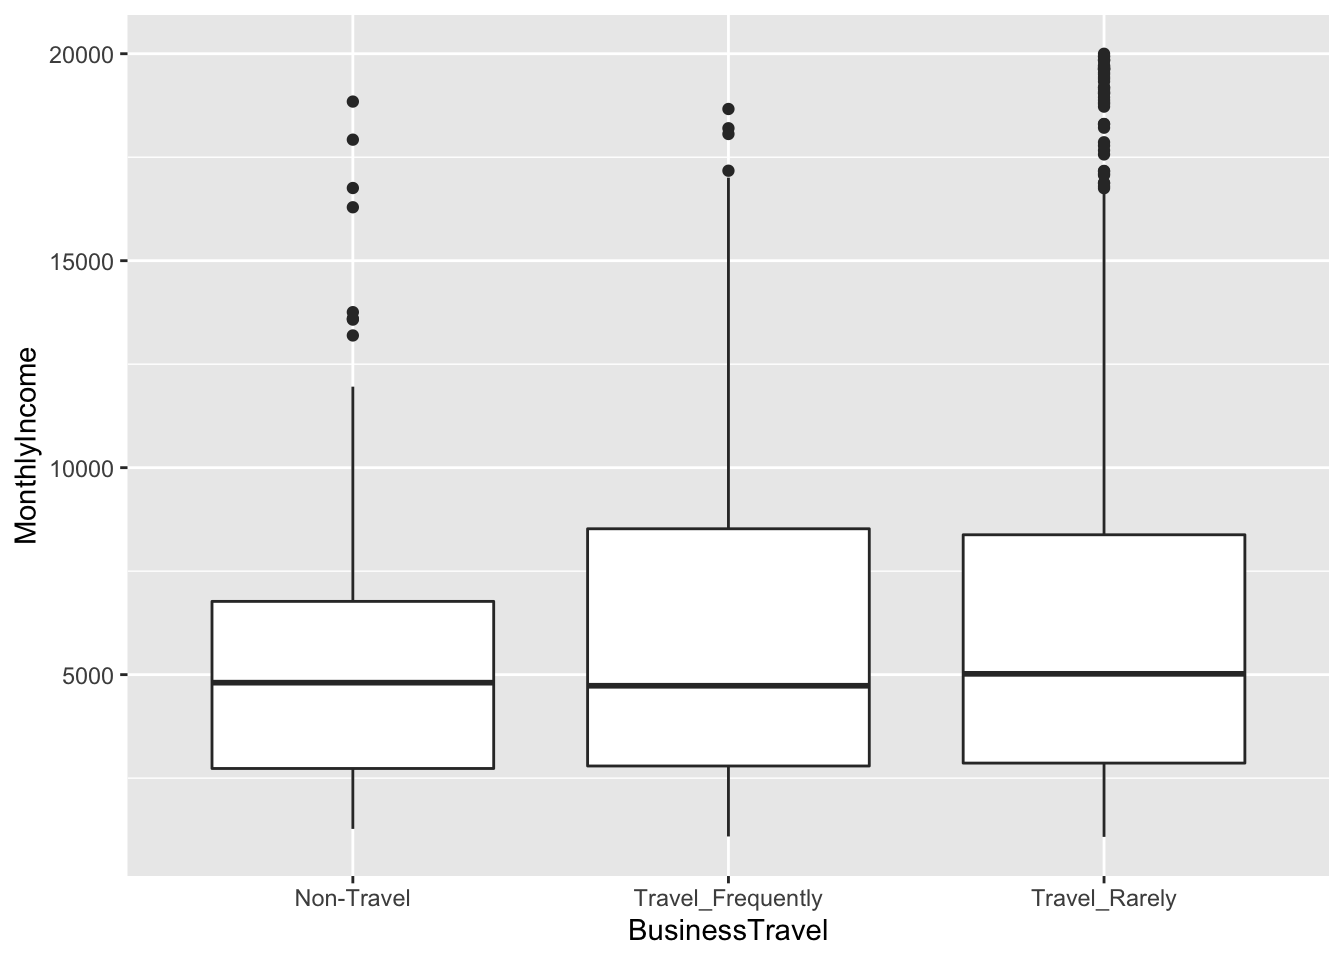 MonthlyIncome
20000
15000
10000
5000
Non-Travel
Travel_Frequently
Travel_Rarely
BusinessTravel